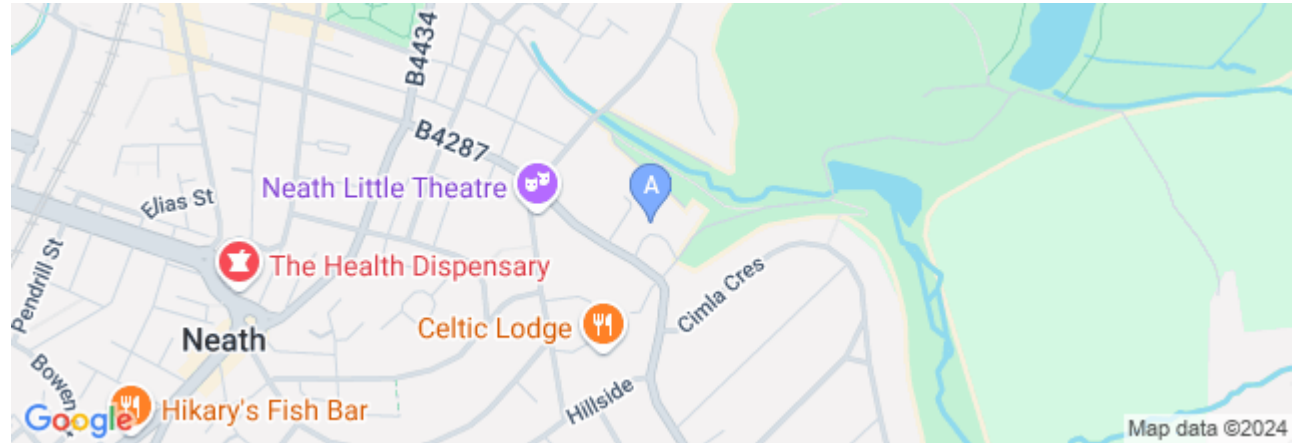 B4434
B4287
Neath Little Theatre
A
Elias St
Pendrill St
The Health Dispensary
Cimla Cres
Celtic Lodge
Neath
Bowen
Hillside
Hikary's Fish Bar
Google
Map data ©2024